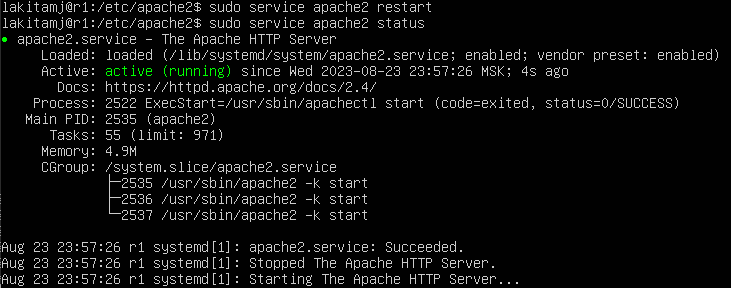 lakitamj@r1:/etc/apache2$ sudo service apache2 restart
lakitamj@r1:/etc/apache2$ sudo service apache2 status
● apache2.service – The Apache HTTP Server
     Loaded: loaded (/lib/systemd/system/apache2.service; enabled; vendor preset: enabled)
     Active: active (running) since Wed 2023-08-23 23:57:26 MSK; 4s ago
       Docs: https://httpd.apache.org/docs/2.4/
    Process: 2522 ExecStart=/usr/sbin/apachectl start (code=exited, status=0/SUCCESS)
   Main PID: 2535 (apache2)
      Tasks: 55 (limit: 971)
     Memory: 4.9M
     CGroup: /system.slice/apache2.service
             ├─2535 /usr/sbin/apache2 -k start
             ├─2536 /usr/sbin/apache2 -k start
             └─2537 /usr/sbin/apache2 -k start
Aug 23 23:57:26 r1 systemd[1]: apache2.service: Succeeded.
Aug 23 23:57:26 r1 systemd[1]: Stopped The Apache HTTP Server.
Aug 23 23:57:26 r1 systemd[1]: Starting The Apache HTTP Server...